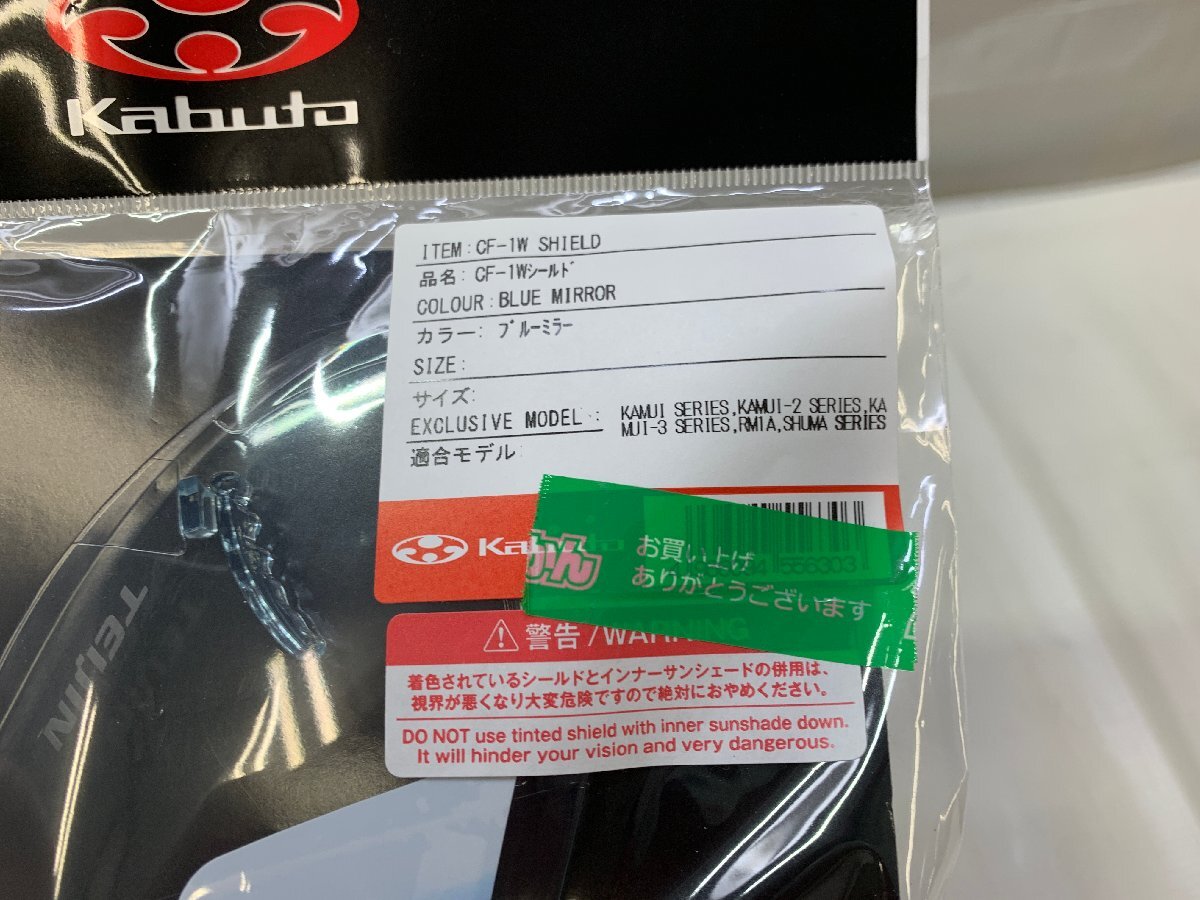 Kabuto
ITEM:CF-1W SHIELD
品名:CF-1Wシールド
COLOUR:BLUE MIRROR
カラー:ブルーミラー
SIZE:
サイズ:
EXCLUSIVE MODEL : KAMUI SERIES,KAMUI-2 SERIES,KA
MUI-3 SERIES,RM1A,SHUMA SERIES
適合モデル
Kabuto
かん
お買い上げ
ありがとうございます
4 556303
警告/WARNING
着色されているシールドとインナーサンシェードの併用は、
視界が悪くなり大変危険ですので絶対におやめください。
DO NOT use tinted shield with inner sunshade down.
It will hinder your vision and very dangerous.
TEIJIN